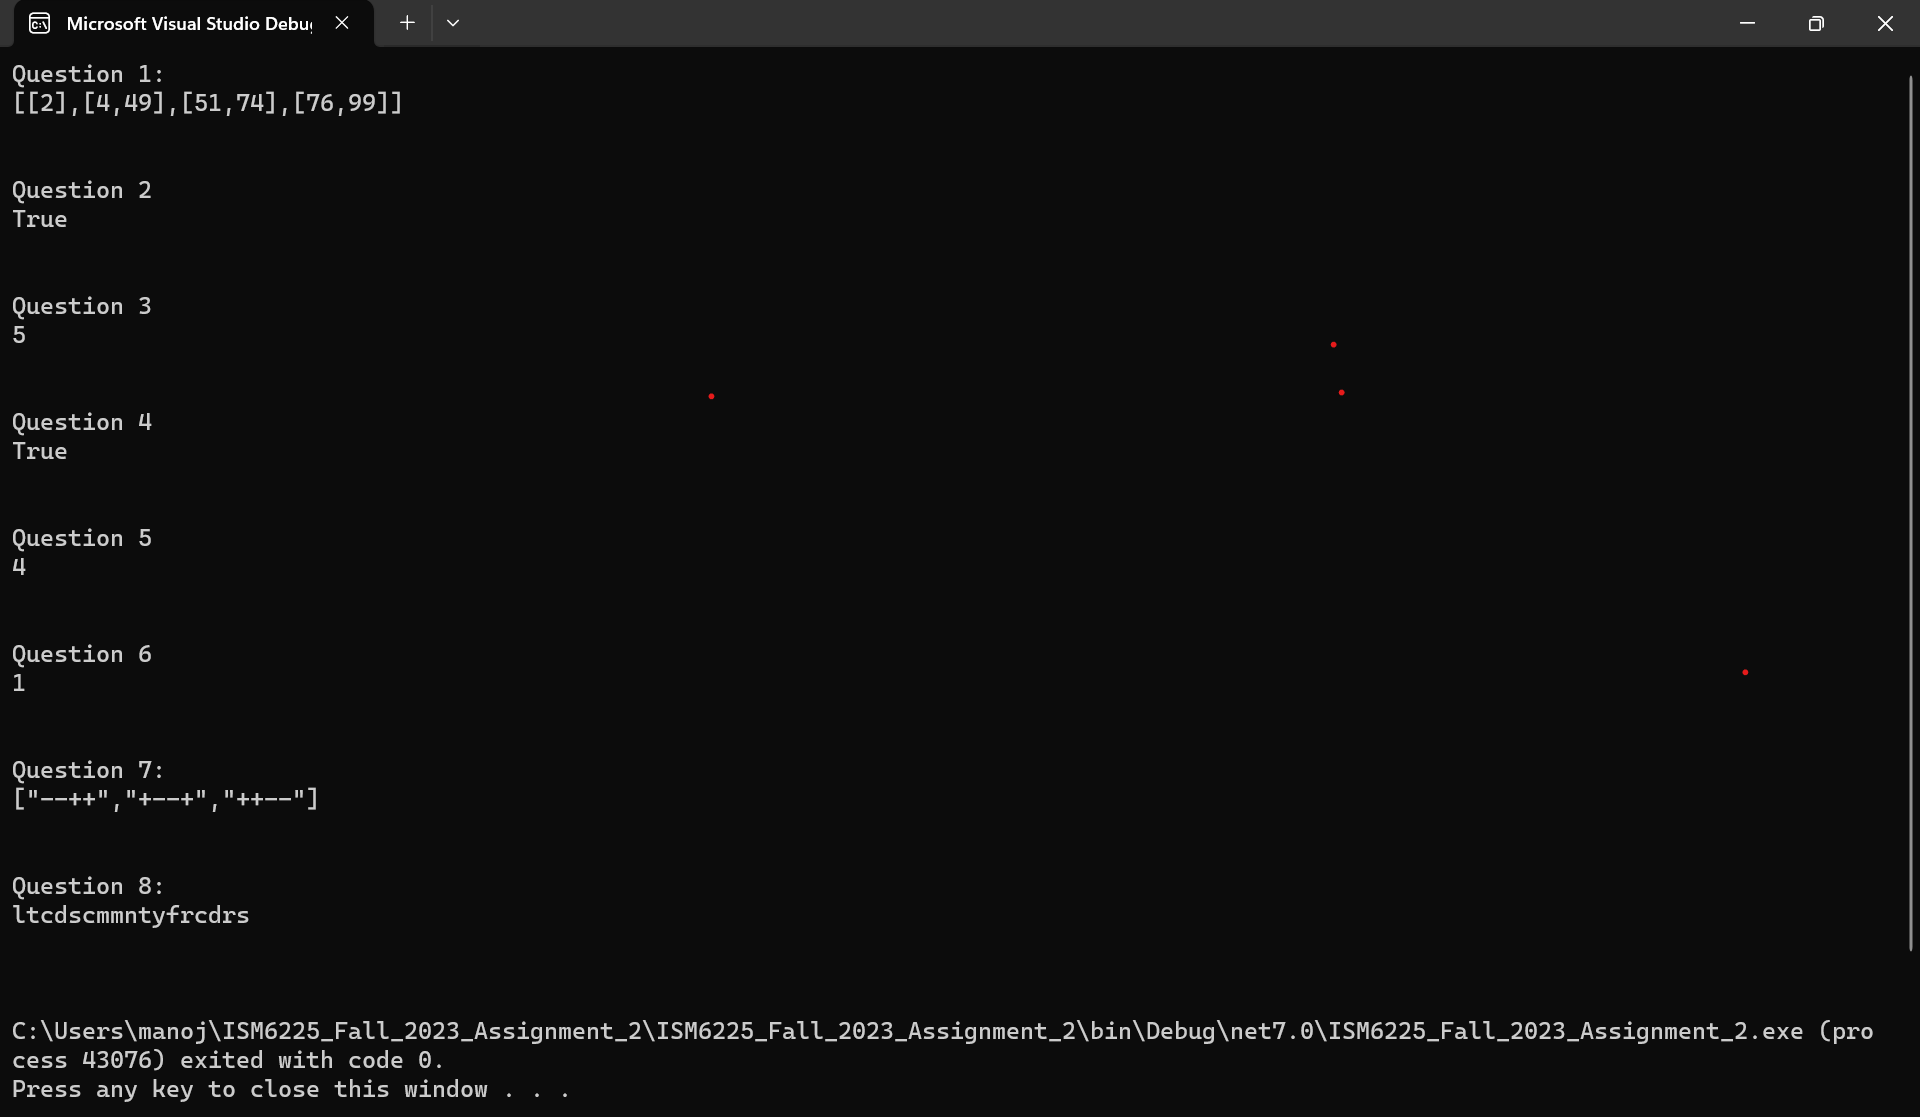 Microsoft Visual Studio Debu
Question 1:
[[2],[4,49],[51,74],[76,99]]
Question 2
True
Question 3
5
Question 4
True
Question 5
4
Question 6
1
Question 7:
["--++","+--+","++--"]
Question 8:
ltcdscmmntyfrcdrs
C:\Users\manoj\ISM6225_Fall_2023_Assignment_2\ISM6225_Fall_2023_Assignment_2\bin\Debug\net7.0\ISM6225_Fall_2023_Assignment_2.exe (pro
cess 43076) exited with code 0.
Press any key to close this window . . .